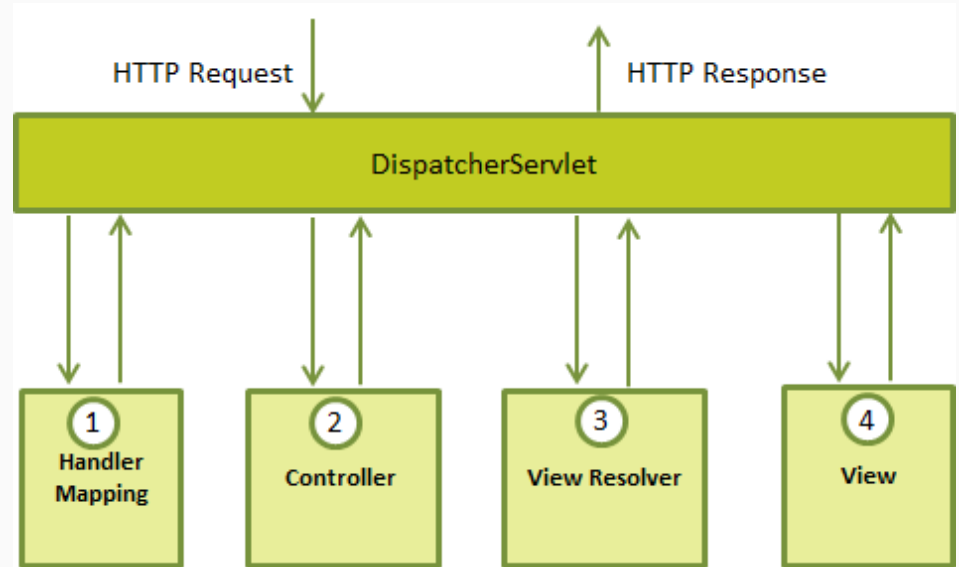 HTTP Request
HTTP Response
DispatcherServlet
1
Handler
Mapping
2
Controller
3
View Resolver
4
View